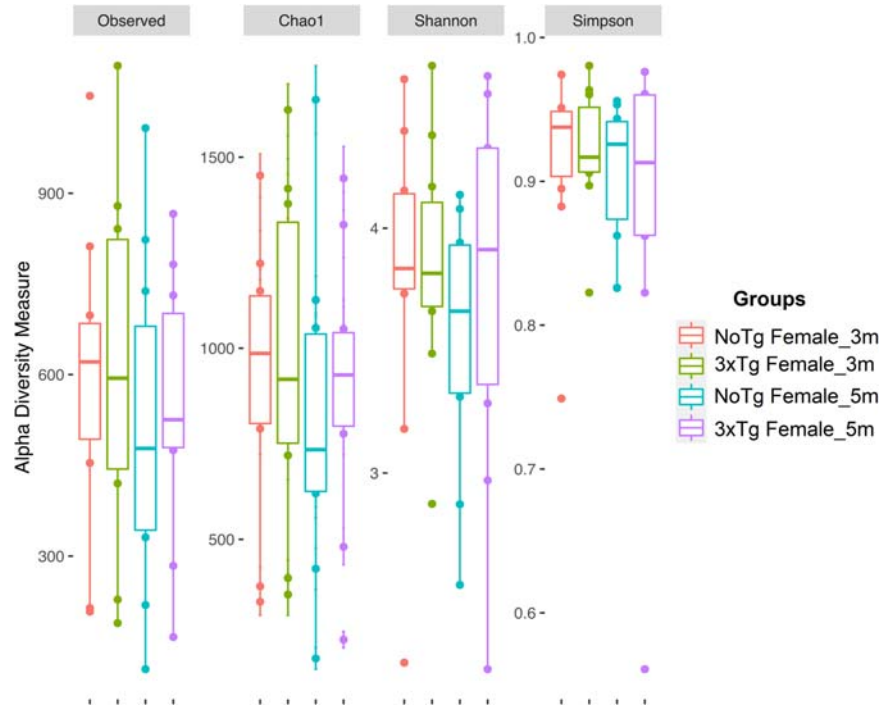 Observed
Chao1
Shannon
Simpson
Alpha Diversity Measure
900
600
300
1500
1000
500
4
3
1.0
0.9
0.8
0.7
0.6
Groups
NoTg Female_3m
3xTg Female_3m
NoTg Female_5m
3xTg Female_5m